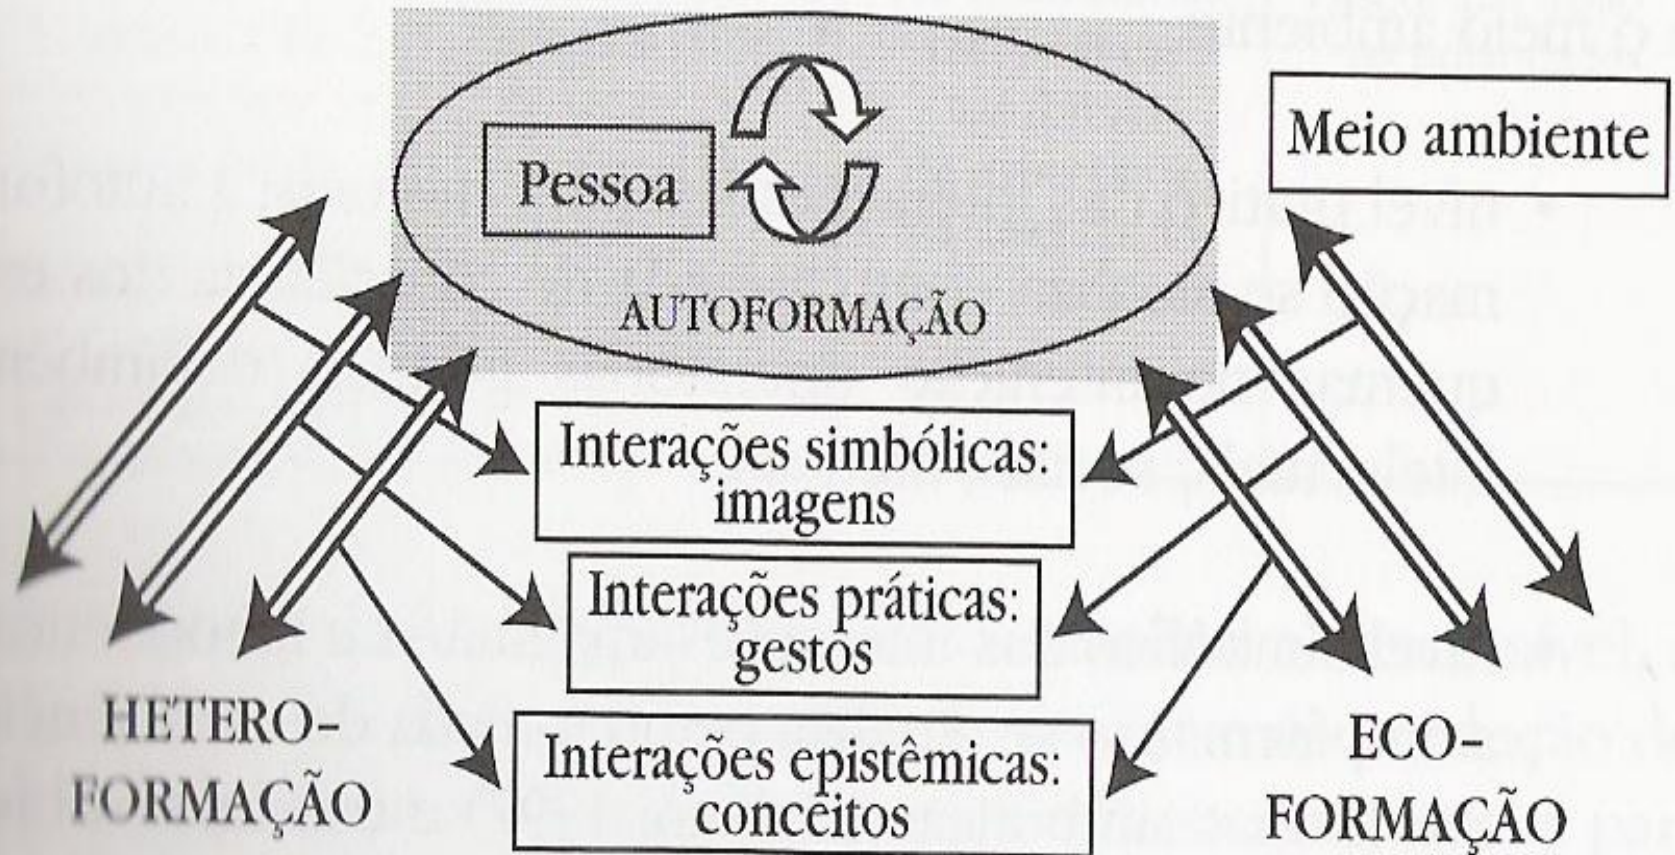 Pessoa
Meio ambiente
AUTOFORMAÇÃO
Interações simbólicas:
imagens
Interações práticas:
gestos
Interações epistêmicas:
conceitos
HETERO-
FORMAÇÃO
ECO-
FORMAÇÃO